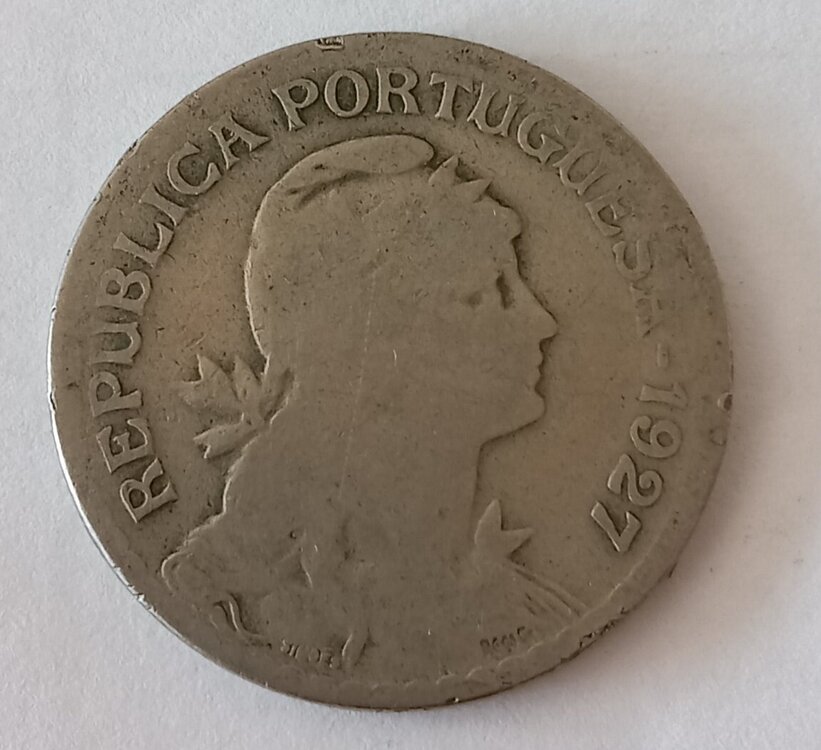 REPUBLICA PORTUGUESA - 1927